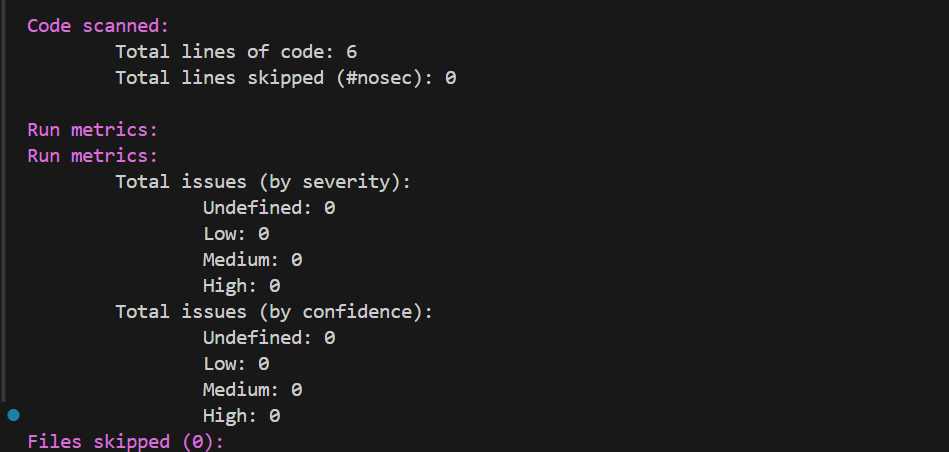 Code scanned:
Total lines of code: 6
Total lines skipped (#nosec): 0
Run metrics:
Run metrics:
Total issues (by severity):
Undefined: 0
Low: 0
Medium: 0
High: 0
Total issues (by confidence):
Undefined: 0
Low: 0
Medium: 0
High: 0
Files skipped (0):